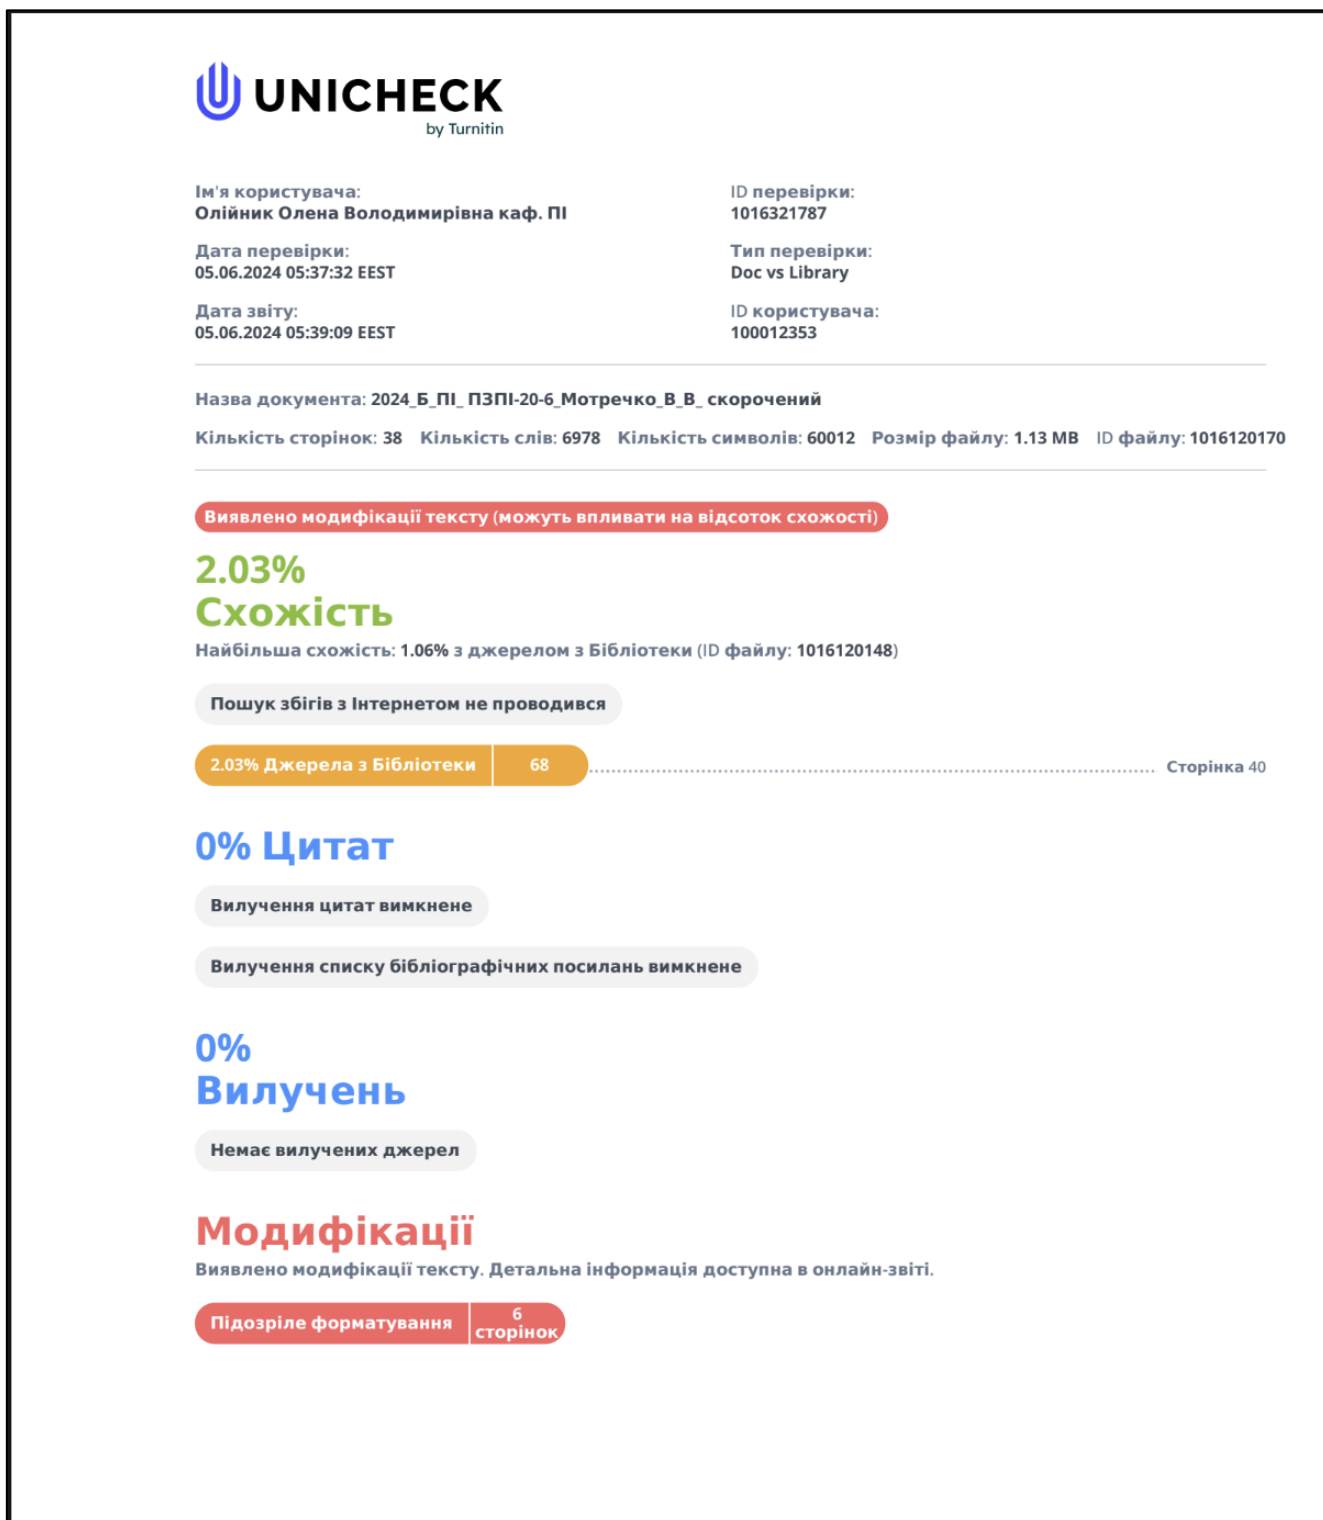 UNICHECK
by Turnitin
Ім'я користувача:
Олійник Олена Володимирівна каф. ПІ
ID перевірки:
1016321787
Дата перевірки:
05.06.2024 05:37:32 EEST
Тип перевірки:
Doc vs Library
Дата звіту:
05.06.2024 05:39:09 EEST
ID користувача:
100012353
Назва документа: 2024_Б_ПІ_ ПЗПІ-20-6_Мотречко_В_В_ скорочений
Кількість сторінок: 38 Кількість слів: 6978 Кількість символів: 60012 Розмір файлу: 1.13 MB ID файлу: 1016120170
Виявлено модифікації тексту (можуть впливати на відсоток схожості)
2.03%
Схожість
Найбільша схожість: 1.06% з джерелом з Бібліотеки (ID файлу: 1016120148)
Пошук збігів з Інтернетом не проводився
2.03% Джерела з Бібліотеки 68 Сторінка 40
0% Цитат
Вилучення цитат вимкнене
Вилучення списку бібліографічних посилань вимкнене
0%
Вилучень
Немає вилучених джерел
Модифікації
Виявлено модифікації тексту. Детальна інформація доступна в онлайн-звіті.
Підозріле форматування
6
сторінок